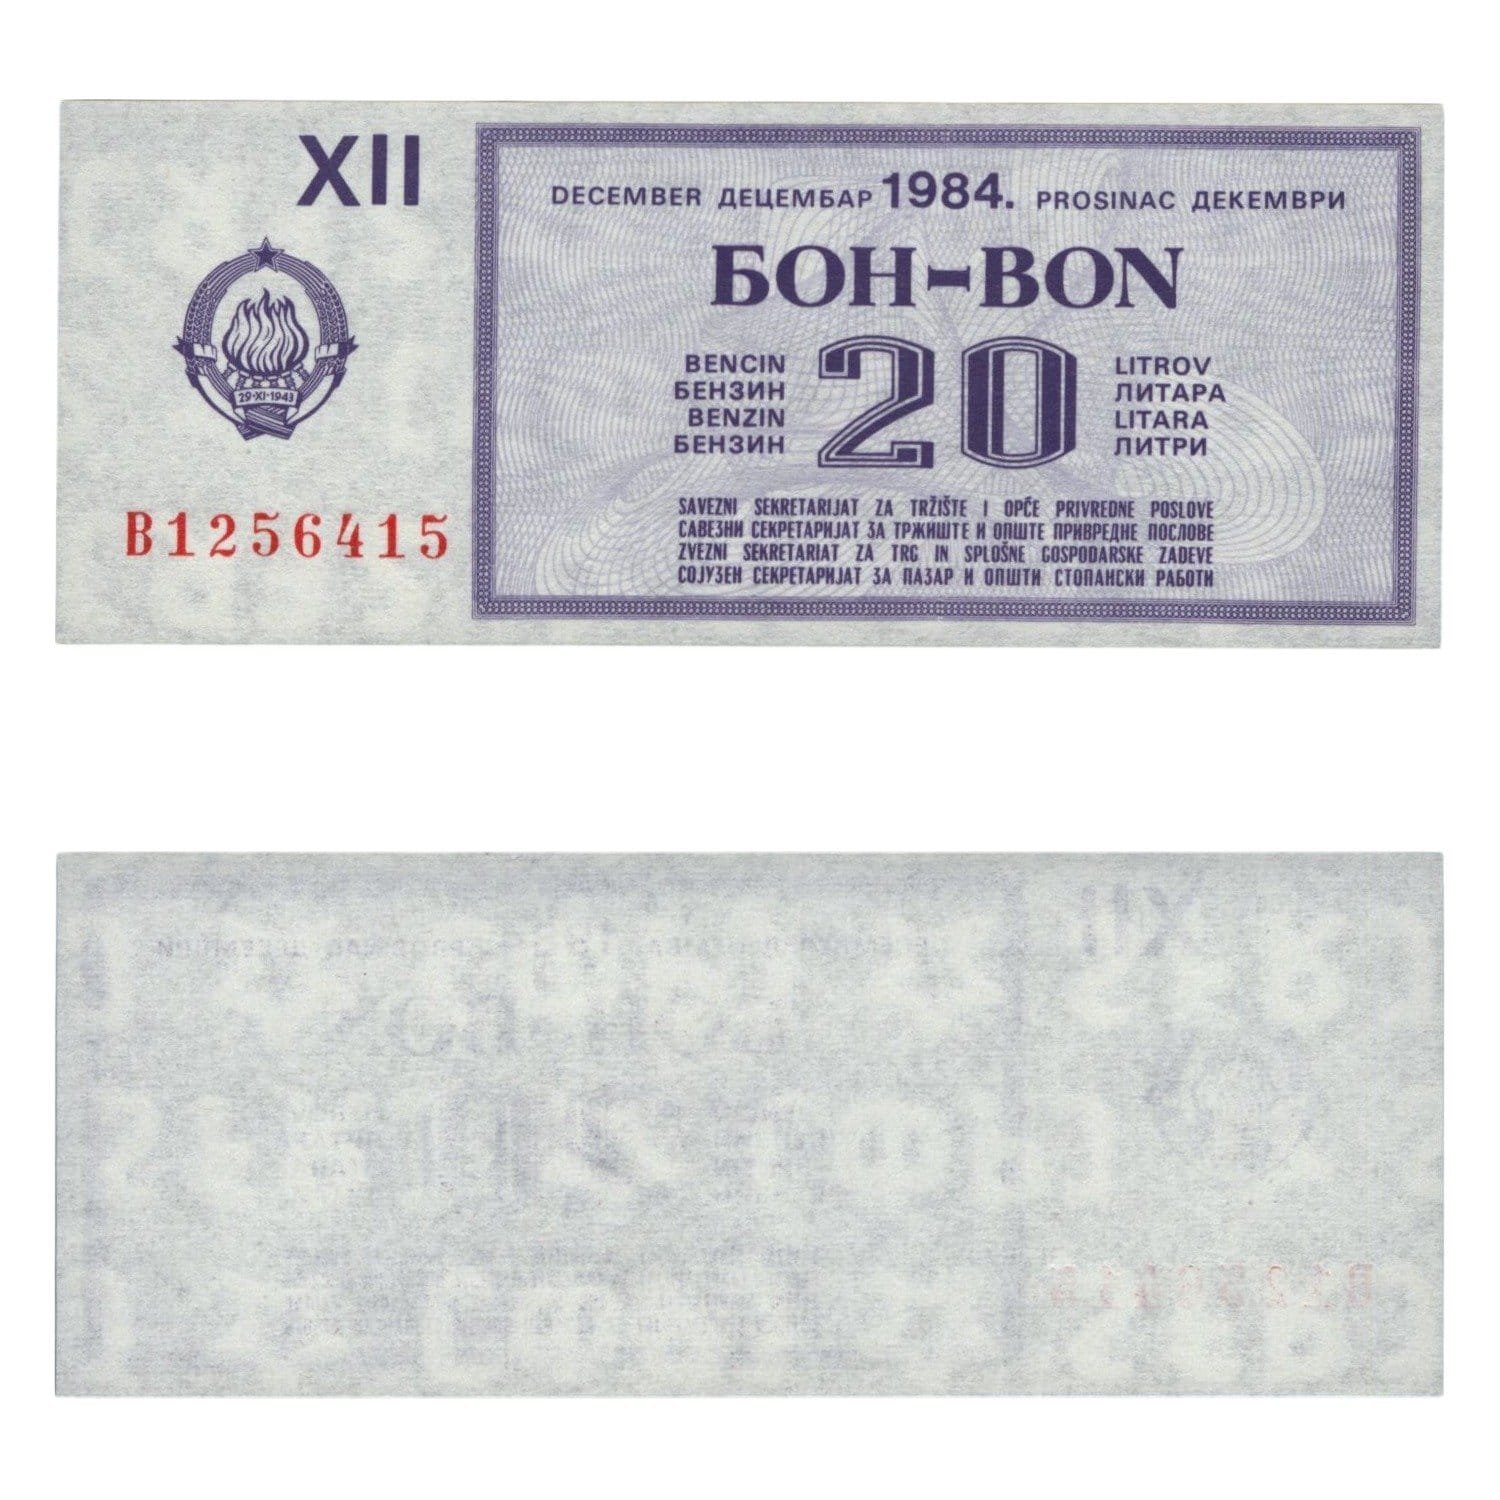 XII
29·XI·1943
B1256415
DECEMBER ДЕЦЕМБАР 1984. PROSINAC ДЕКЕМВРИ
БОН-BON
BENCIN 20 LITROV
БЕНЗИН ЛИТАРА
BENZIN LITARA
БЕНЗИН ЛИТРИ
SAVEZNI SEKRETARIJAT ZA TRŽIŠTE I OPĆE PRIVREDNE POSLOVE
САВЕЗНИ СЕКРЕТАРИЈАТ ЗА ТРЖИШТЕ И ОПШТЕ ПРИВРЕДНЕ ПОСЛОВЕ
ZVEZNI SEKRETARIAT ZA TRG IN SPLOŠNE GOSPODARSKE ZADEVE
СОЈУЗЕН СЕКРЕТАРИЈАТ ЗА ПАЗАР И ОПШТИ СТОПАНСКИ РАБОТИ